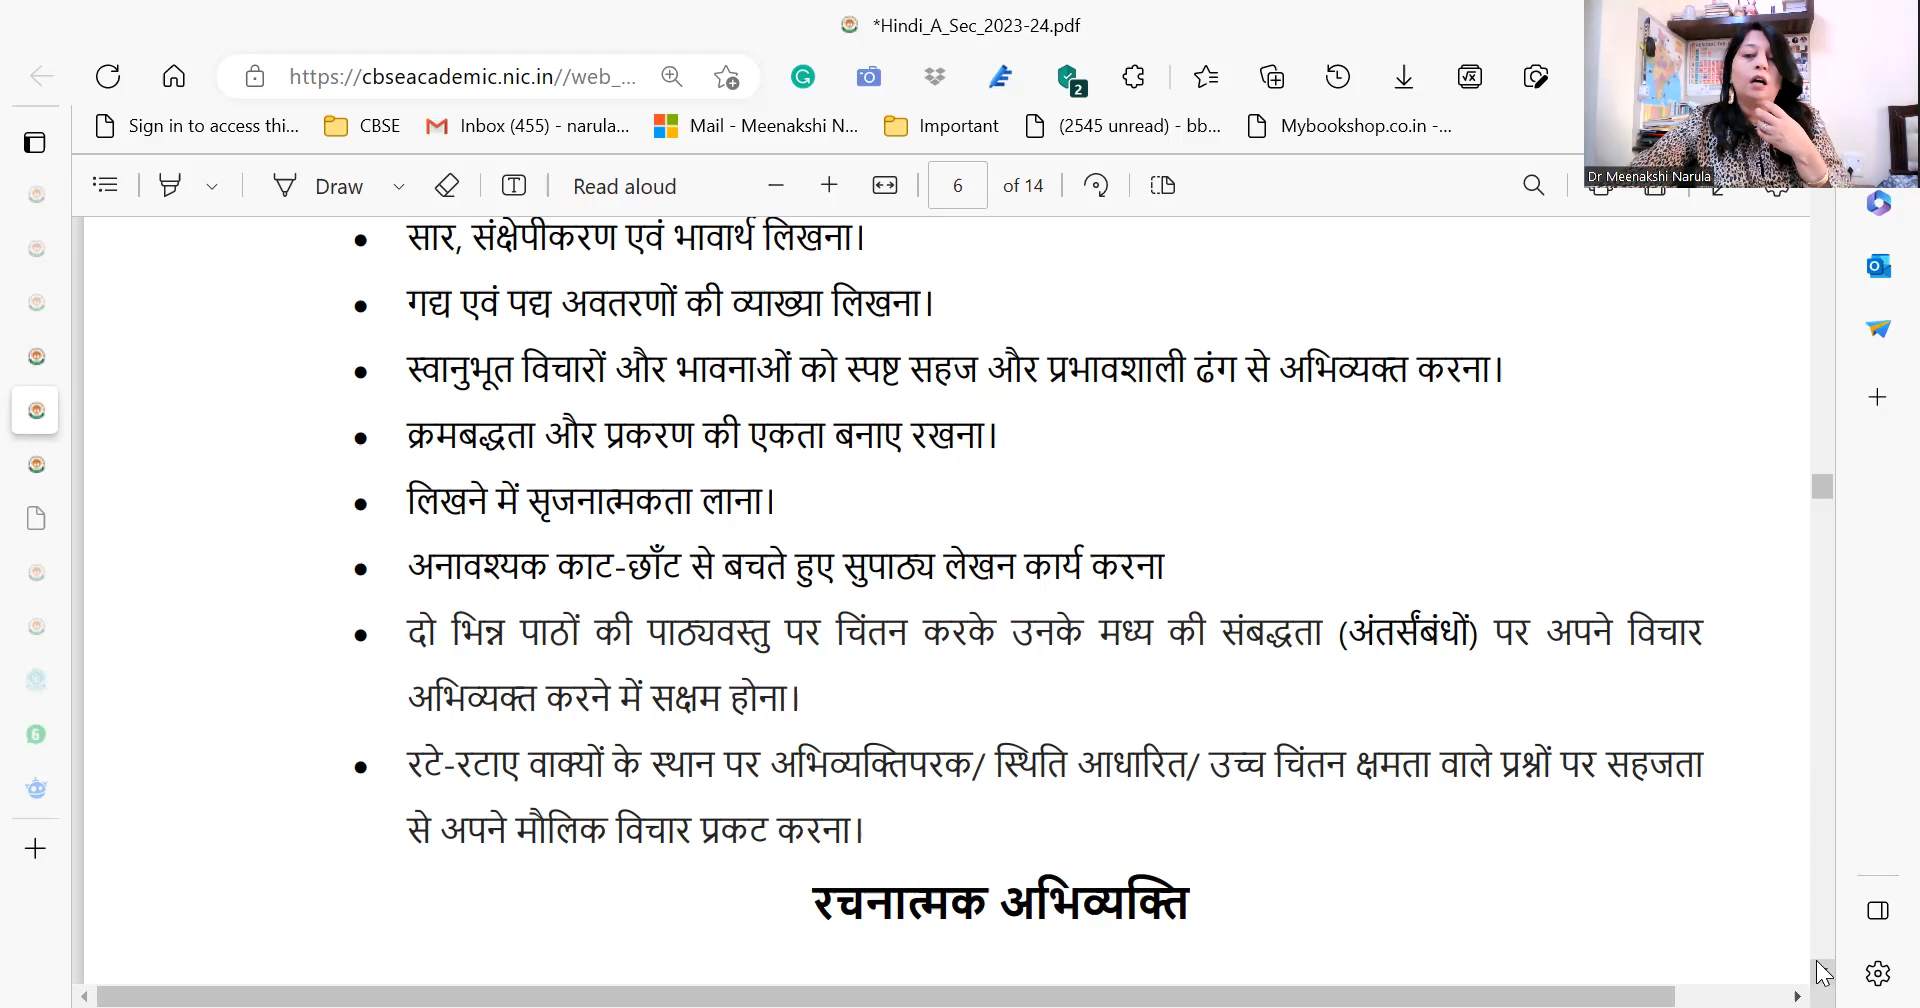 *Hindi_A_Sec_2023-24.pdf
https://cbseacademic.nic.in//web_...
2
Sign in to access thi...
CBSE
Inbox (455) - narula...
Mail - Meenakshi N...
Important
(2545 unread) - bb...
Mybookshop.co.in -...
Dr Meenakshi Narula
Draw
Read aloud
6
of 14
सार, संक्षेपीकरण एवं भावार्थ लिखना।
गद्य एवं पद्य अवतरणों की व्याख्या लिखना।
स्वानुभूत विचारों और भावनाओं को स्पष्ट सहज और प्रभावशाली ढंग से अभिव्यक्त करना।
क्रमबद्धता और प्रकरण की एकता बनाए रखना।
लिखने में सृजनात्मकता लाना।
अनावश्यक काट-छाँट से बचते हुए सुपाठ्य लेखन कार्य करना
दो भिन्न पाठों की पाठ्यवस्तु पर चिंतन करके उनके मध्य की संबद्धता (अंतर्संबंधों) पर अपने विचार
अभिव्यक्त करने में सक्षम होना।
रटे-रटाए वाक्यों के स्थान पर अभिव्यक्तिपरक/ स्थिति आधारित/ उच्च चिंतन क्षमता वाले प्रश्नों पर सहजता
से अपने मौलिक विचार प्रकट करना।
रचनात्मक अभिव्यक्ति
6